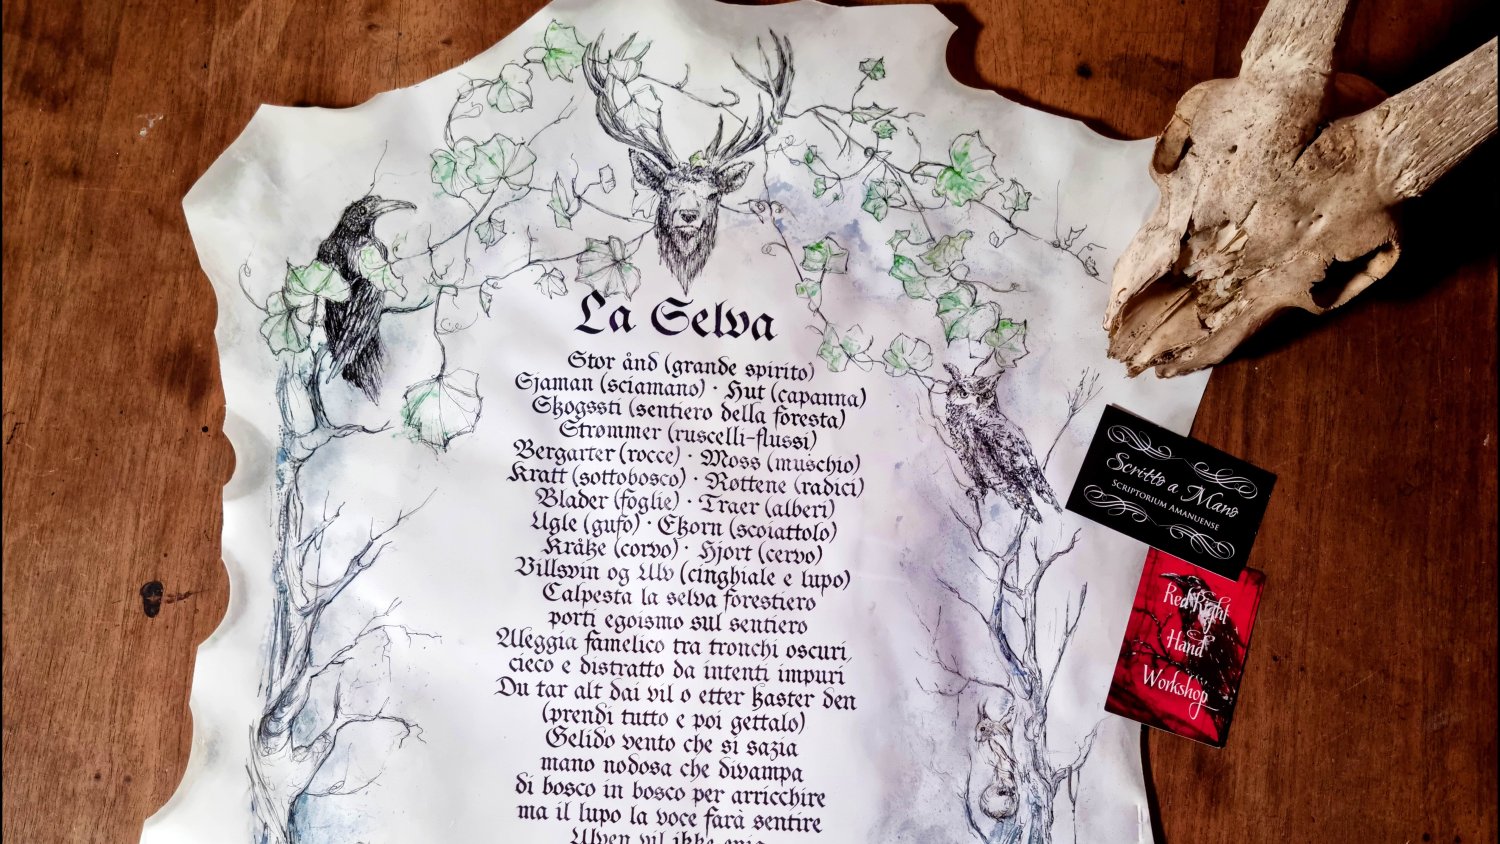 La Selva
Stor ånd (grande spirito)
Sjaman (sciamano) · Hut (capanna)
Skogssti (sentiero della foresta)
Strømmer (ruscelli-flussi)
Bergarter (rocce) · Moss (muschio)
Kratt (sottobosco) · Røttene (radici)
Blader (foglie) · Traer (alberi)
Ugle (gufo) · Ekorn (scoiattolo)
Kråke (corvo) · Hjort (cervo)
Villsvin og Ulv (cinghiale e lupo)
Calpesta la selva forestiero
porti egoismo sul sentiero
Aleggia famelico tra tronchi oscuri,
cieco e distratto da intenti impuri
Du tar alt dai vil o etter kaster den
(prendi tutto e poi gettalo)
Gelido vento che si sazia
mano nodosa che divampa
di bosco in bosco per arricchire
ma il lupo la voce farà sentire
Ulven vil ikke
Scritto a Mano
Scriptorium Amanuense
Red Right
Hand
Workshop